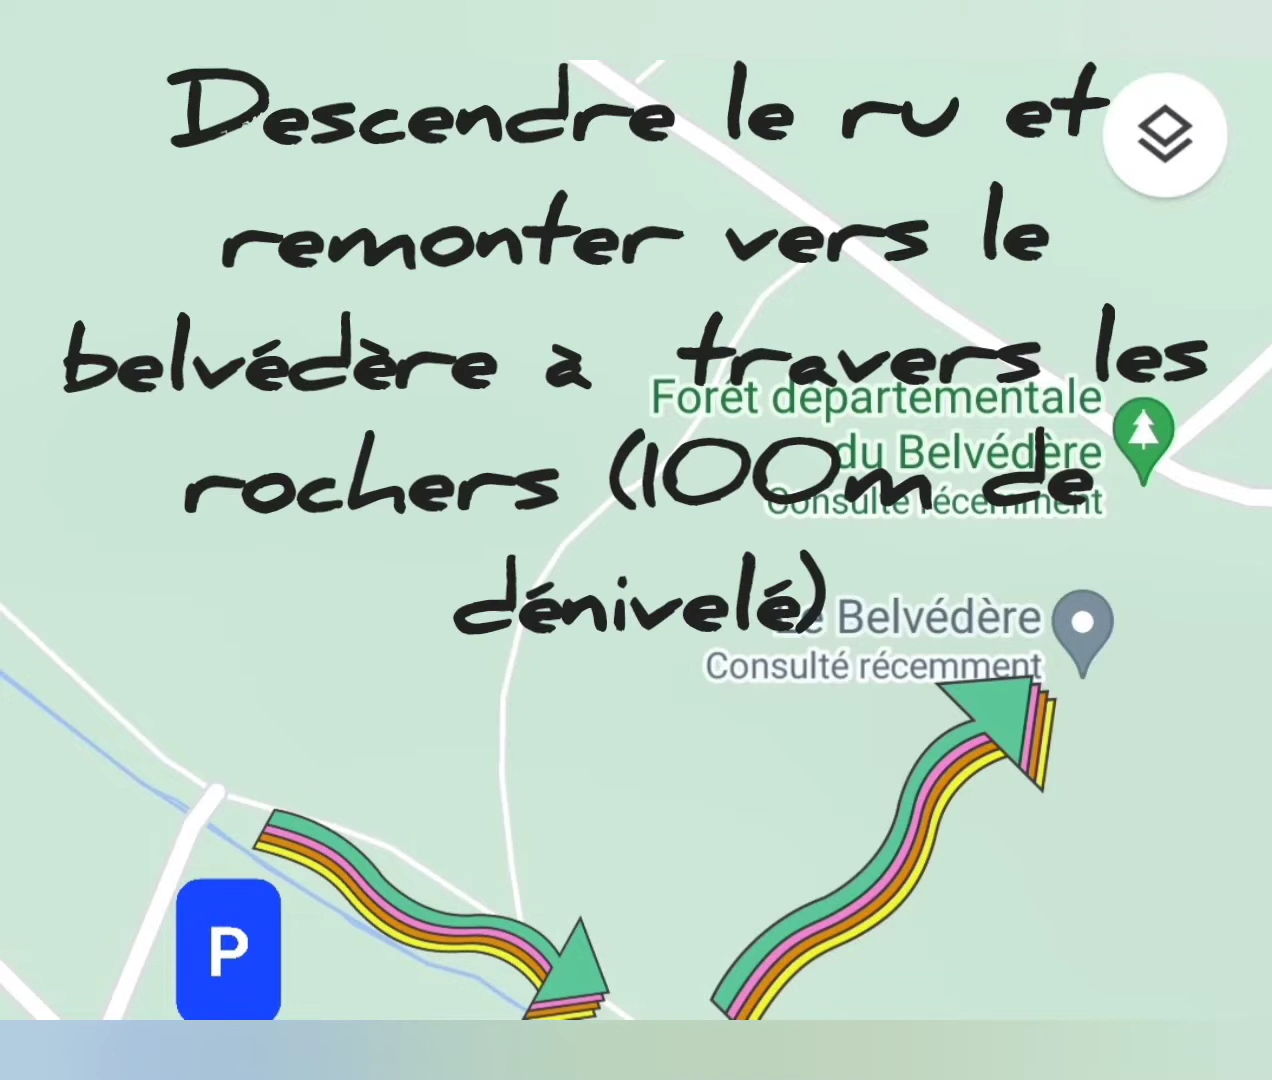 Descendre le ru et
remonter vers le
belvédère à travers les
rochers (100m de
dénivelé)
Forêt départementale
du Belvédère
Consulté récemment
Le Belvédère
Consulté récemment
P